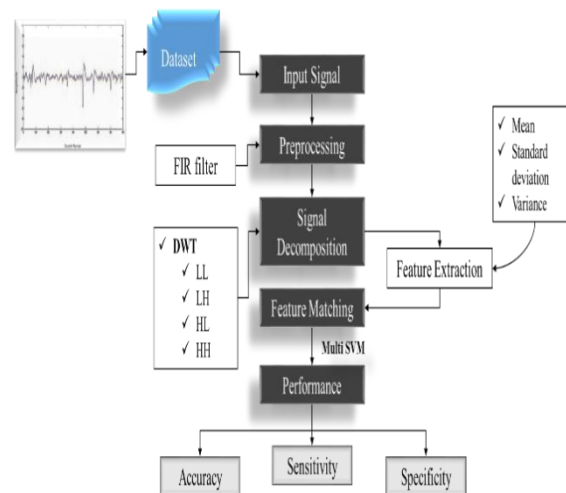 Dataset
Input Signal
Preprocessing
FIR filter
✓ Mean
✓ Standard
deviation
✓ Variance
Signal
Decomposition
✓ DWT
✓ LL
✓ LH
✓ HL
✓ HH
Feature Extraction
Feature Matching
Multi SVM
Performance
Accuracy
Sensitivity
Specificity